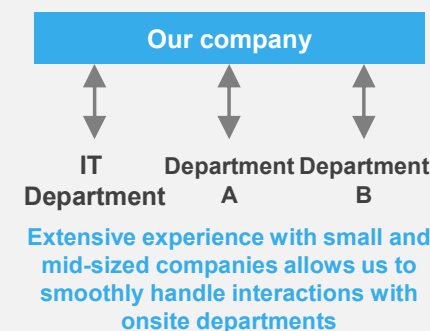 Our company
IT
Department
Department
A
Department
B
Extensive experience with small and
mid-sized companies allows us to
smoothly handle interactions with
onsite departments